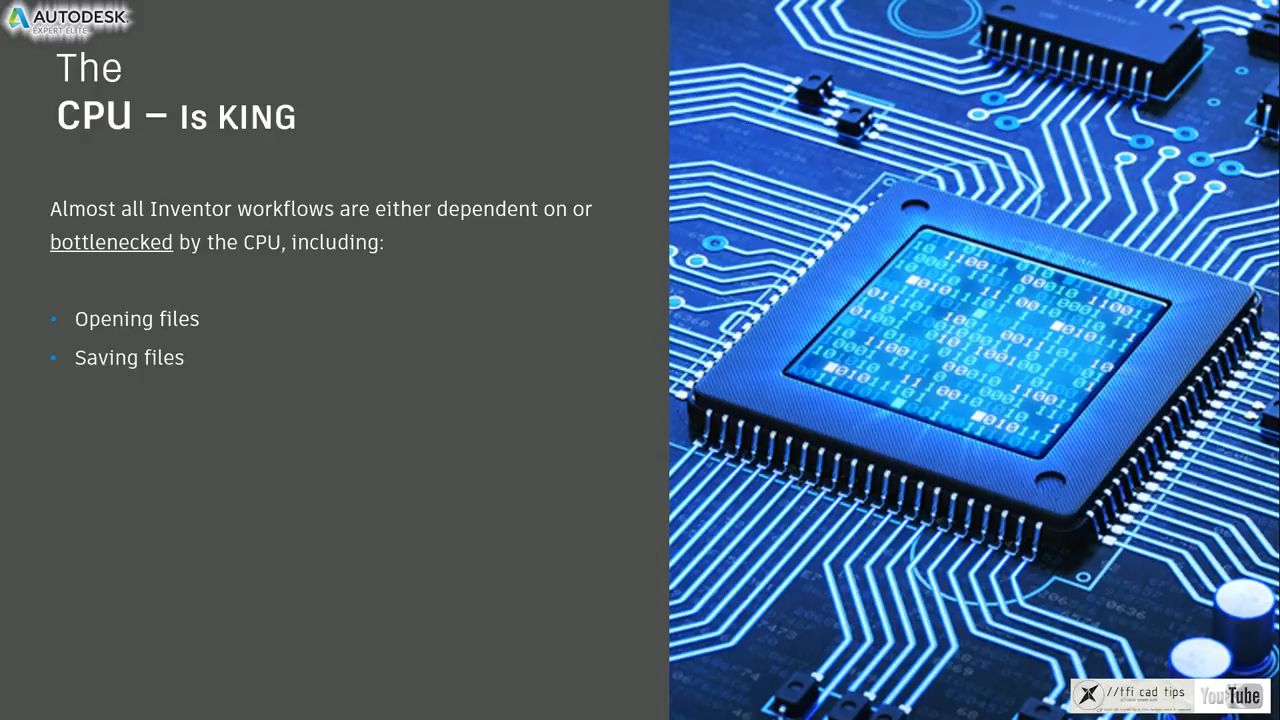 AUTODESK.
EXPERT ELITE
The
CPU – Is KING
Almost all Inventor workflows are either dependent on or
bottlenecked by the CPU, including:
• Opening files
• Saving files
//tfi cad tips
YouTube